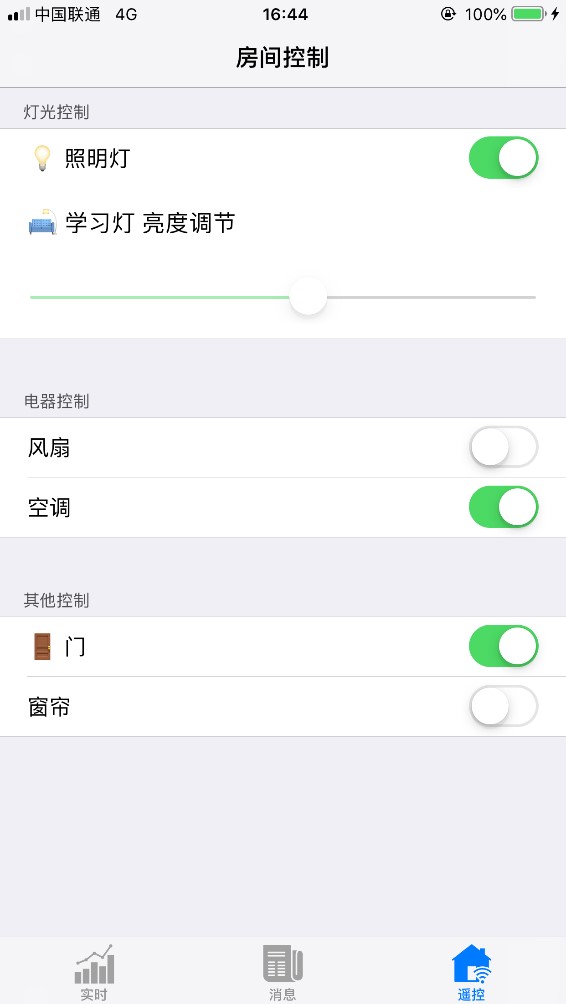 中国联通 4G 16:44 100%
房间控制
灯光控制
照明灯
学习灯 亮度调节
电器控制
风扇
空调
其他控制
门
窗帘
实时 消息 遥控